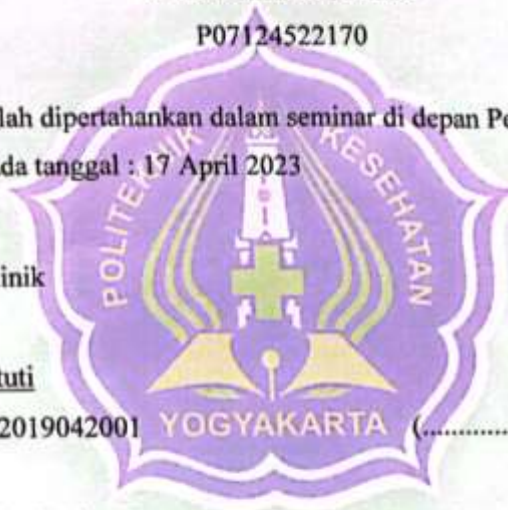 P07124522170
lah dipertahankan dalam seminar di depan Pe
da tanggal : 17 April 2023
POLITEKNIK KESEHATAN
inik
tuti
2019042001 YOGYAKARTA (..............